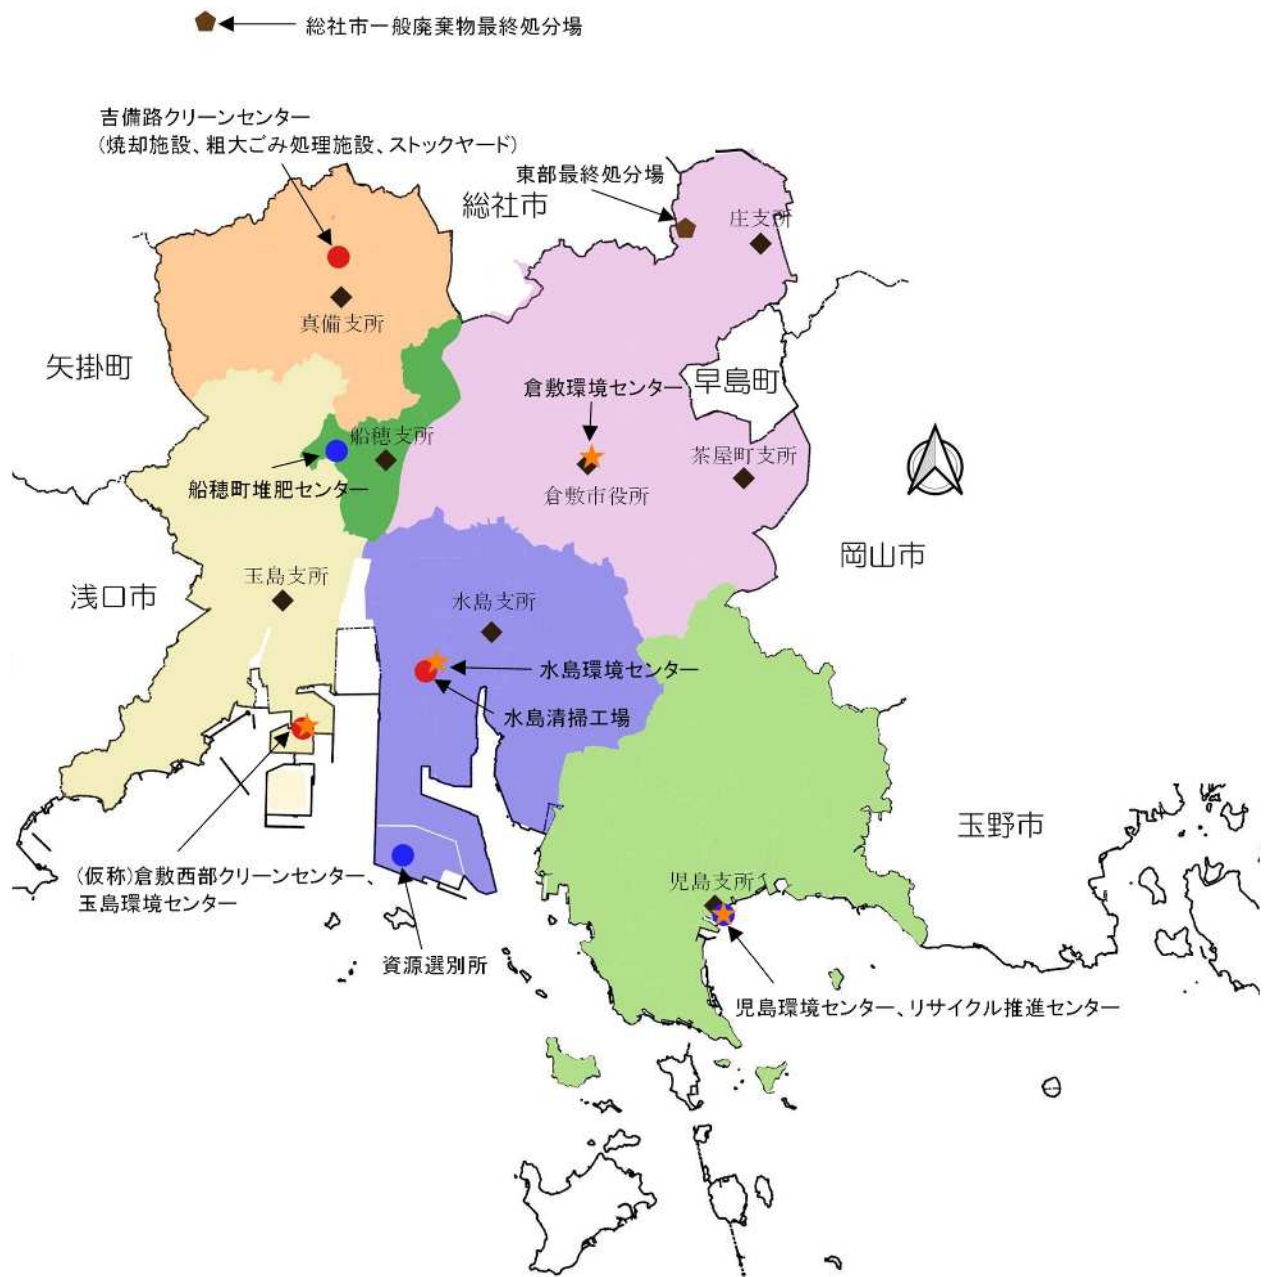 総社市一般廃棄物最終処分場
吉備路クリーンセンター
(焼却施設、粗大ごみ処理施設、ストックヤード)
東部最終処分場
総社市
庄支所
真備支所
矢掛町
倉敷環境センター
早島町
船穂支所
茶屋町支所
船穂町堆肥センター
倉敷市役所
岡山市
玉島支所
浅口市
水島支所
水島環境センター
水島清掃工場
玉野市
(仮称)倉敷西部クリーンセンター、
玉島環境センター
児島支所
資源選別所
児島環境センター、リサイクル推進センター